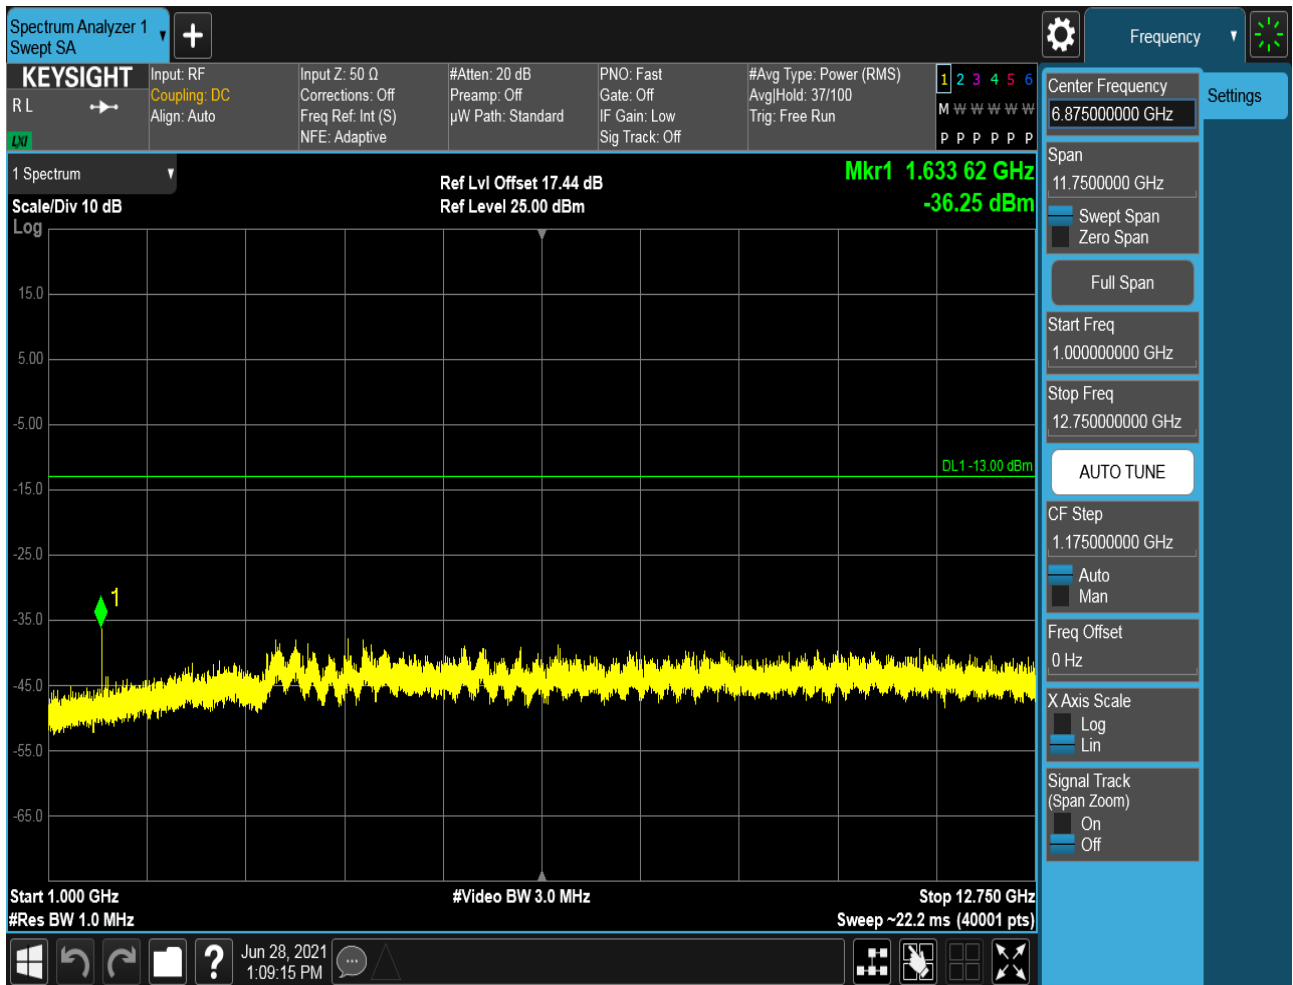 Spectrum Analyzer 1
Swept SA
Frequency
KEYSIGHT
R L
LXI
Input: RF
Coupling: DC
Align: Auto
Input Z: 50 Ω
Corrections: Off
Freq Ref: Int (S)
NFE: Adaptive
#Atten: 20 dB
Preamp: Off
µW Path: Standard
PNO: Fast
Gate: Off
IF Gain: Low
Sig Track: Off
#Avg Type: Power (RMS)
Avg|Hold: 37/100
Trig: Free Run
1 2 3 4 5 6
M W W W W W
P P P P P P
1 Spectrum
Scale/Div 10 dB
Log
Ref Lvl Offset 17.44 dB
Ref Level 25.00 dBm
Mkr1 1.633 62 GHz
-36.25 dBm
15.0
5.00
-5.00
-15.0
-25.0
-35.0
-45.0
-55.0
-65.0
DL1 -13.00 dBm
1
Start 1.000 GHz
#Res BW 1.0 MHz
#Video BW 3.0 MHz
Stop 12.750 GHz
Sweep ~22.2 ms (40001 pts)
?
Jun 28, 2021
1:09:15 PM
Center Frequency
6.875000000 GHz
Settings
Span
11.7500000 GHz
Swept Span
Zero Span
Full Span
Start Freq
1.000000000 GHz
Stop Freq
12.750000000 GHz
AUTO TUNE
CF Step
1.175000000 GHz
Auto
Man
Freq Offset
0 Hz
X Axis Scale
Log
Lin
Signal Track
(Span Zoom)
On
Off